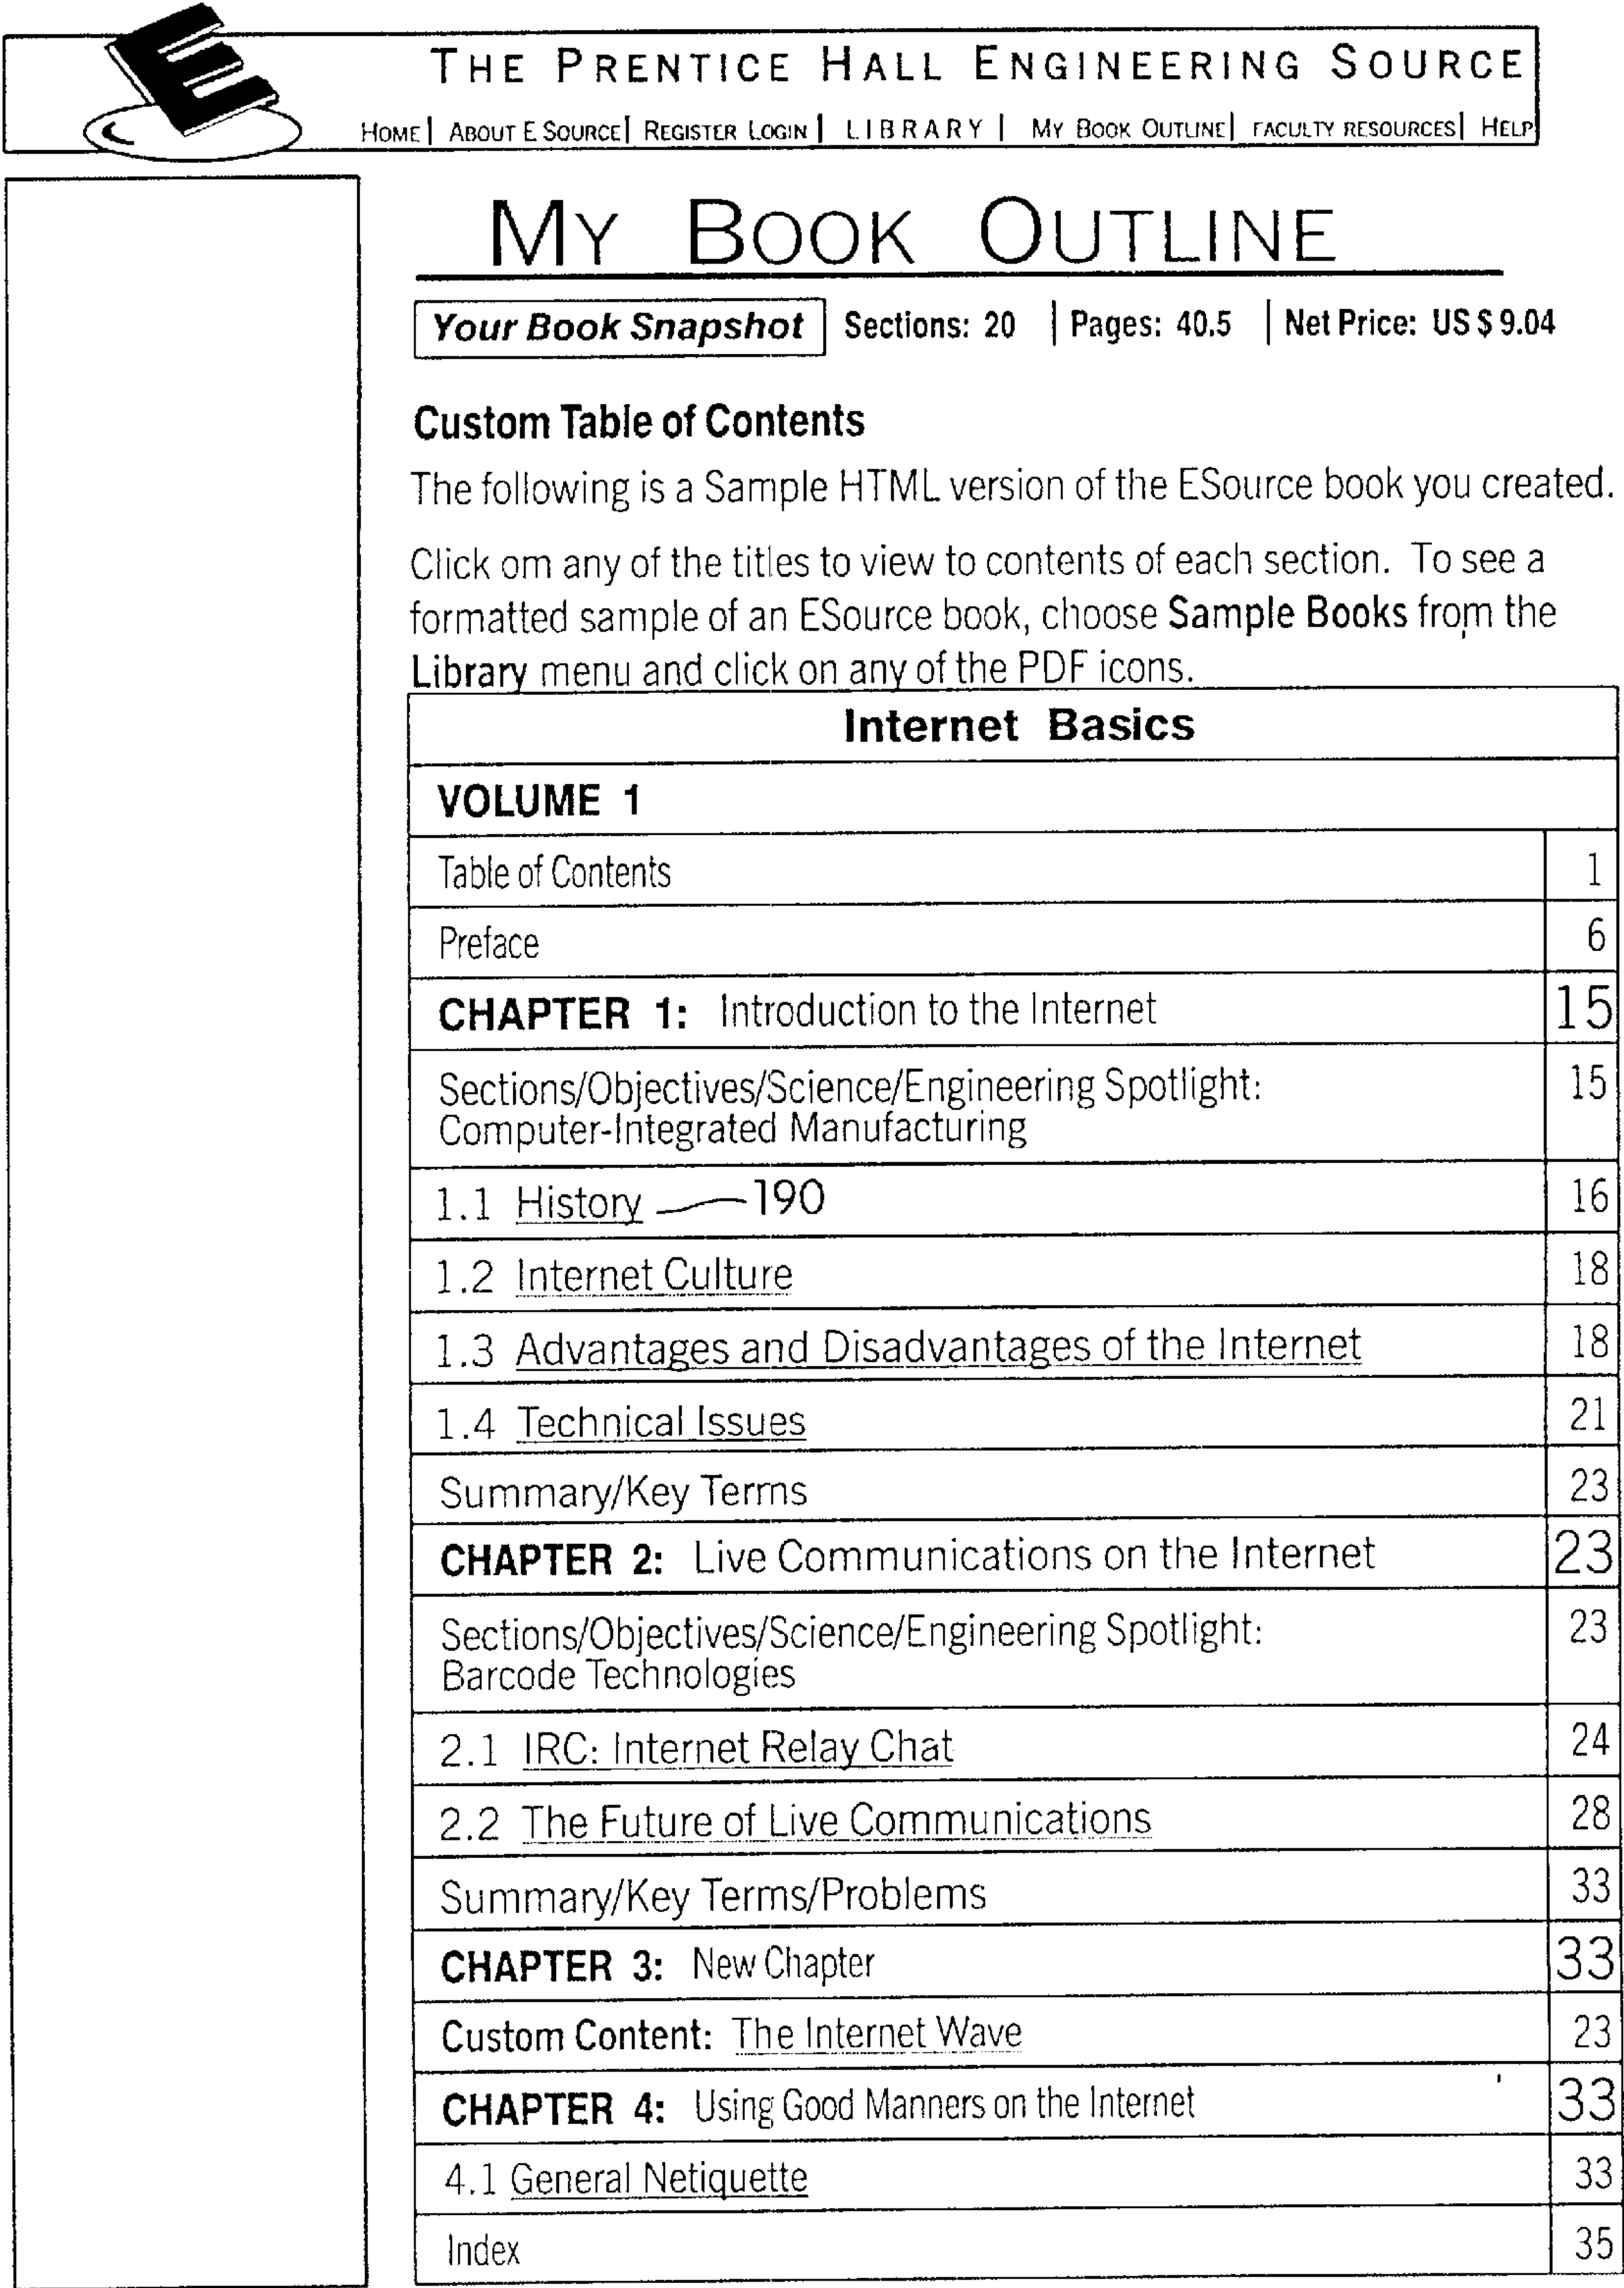 E
THE PRENTICE HALL ENGINEERING SOURCE
HOME | ABOUT E SOURCE | REGISTER LOGIN | LIBRARY | MY BOOK OUTLINE | FACULTY RESOURCES | HELP
MY BOOK OUTLINE
Your Book Snapshot Sections: 20 | Pages: 40.5 | Net Price: US $ 9.04
Custom Table of Contents
The following is a Sample HTML version of the ESource book you created.
Click om any of the titles to view to contents of each section. To see a
formatted sample of an ESource book, choose Sample Books from the
Library menu and click on any of the PDF icons.
Internet Basics
VOLUME 1
Table of Contents 1
Preface 6
CHAPTER 1: Introduction to the Internet 15
Sections/Objectives/Science/Engineering Spotlight: 15
Computer-Integrated Manufacturing
1.1 History 190 16
1.2 Internet Culture 18
1.3 Advantages and Disadvantages of the Internet 18
1.4 Technical Issues 21
Summary/Key Terms 23
CHAPTER 2: Live Communications on the Internet 23
Sections/Objectives/Science/Engineering Spotlight: 23
Barcode Technologies
2.1 IRC: Internet Relay Chat 24
2.2 The Future of Live Communications 28
Summary/Key Terms/Problems 33
CHAPTER 3: New Chapter 33
Custom Content: The Internet Wave 23
CHAPTER 4: Using Good Manners on the Internet 33
4.1 General Netiquette 33
Index 35